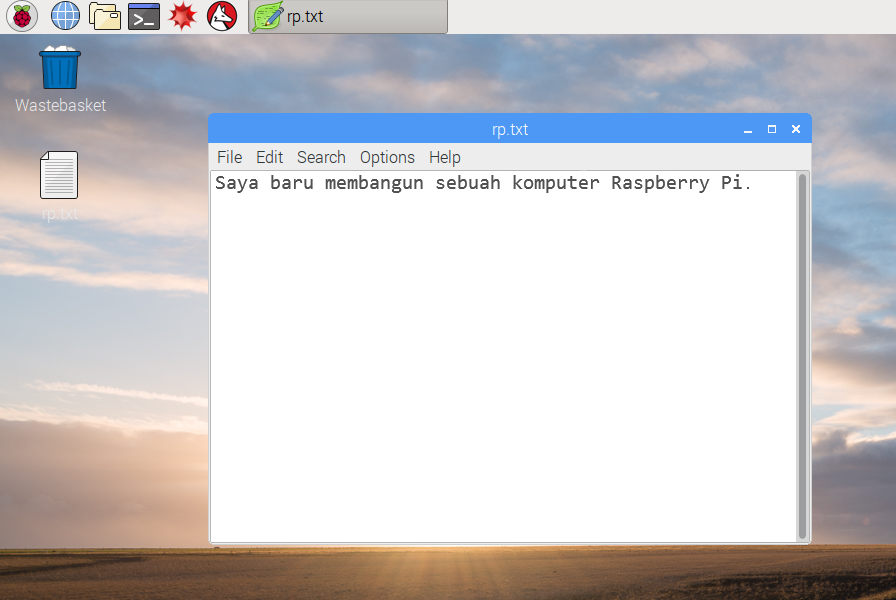 rp.txt
Wastebasket
rp.txt
rp.txt
File Edit Search Options Help
Saya baru membangun sebuah komputer Raspberry Pi.